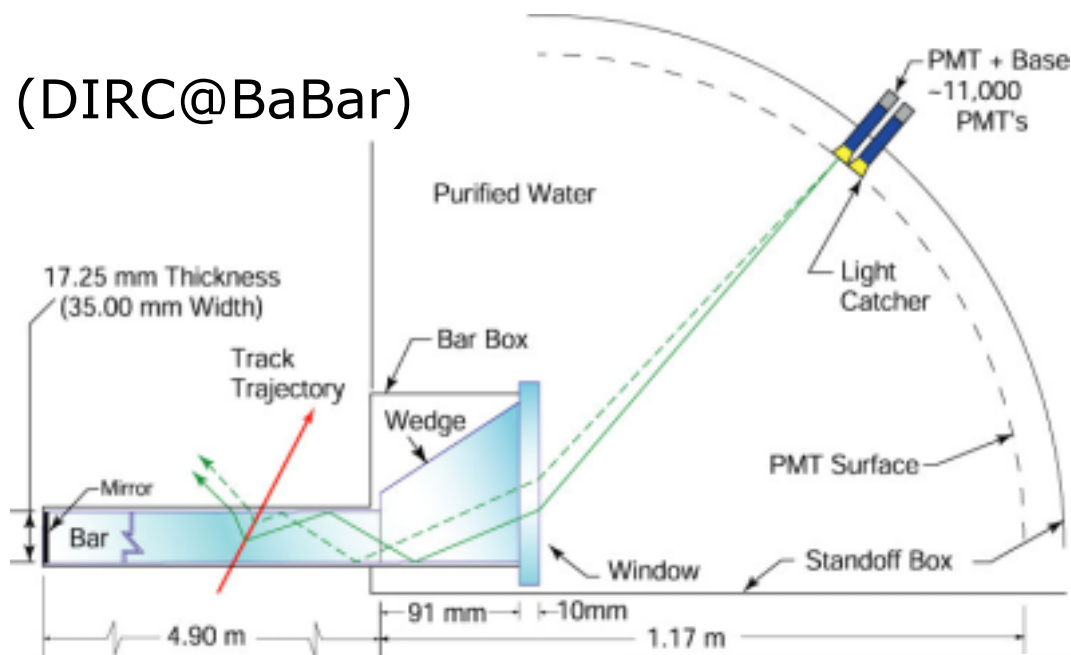 (DIRC@BaBar)
PMT + Base
~11,000
PMT's
Purified Water
Light
Catcher
17.25 mm Thickness
(35.00 mm Width)
Bar Box
Track
Trajectory
Wedge
PMT Surface
Mirror
Bar
Window
Standoff Box
91 mm
10mm
4.90 m
1.17 m